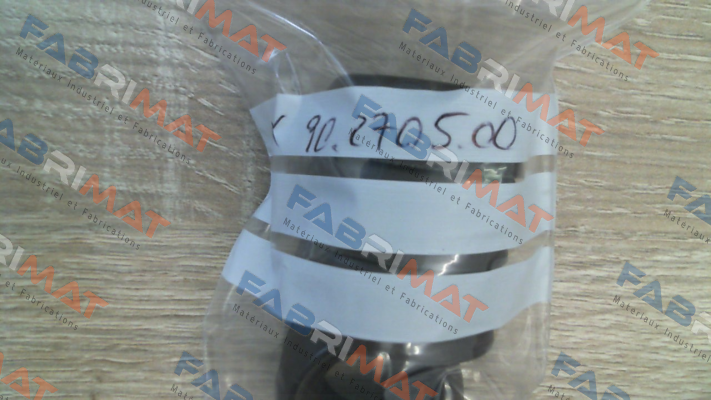 x 90.2705.00
FABRIMAT
Materiaux Industriel et Fabrications